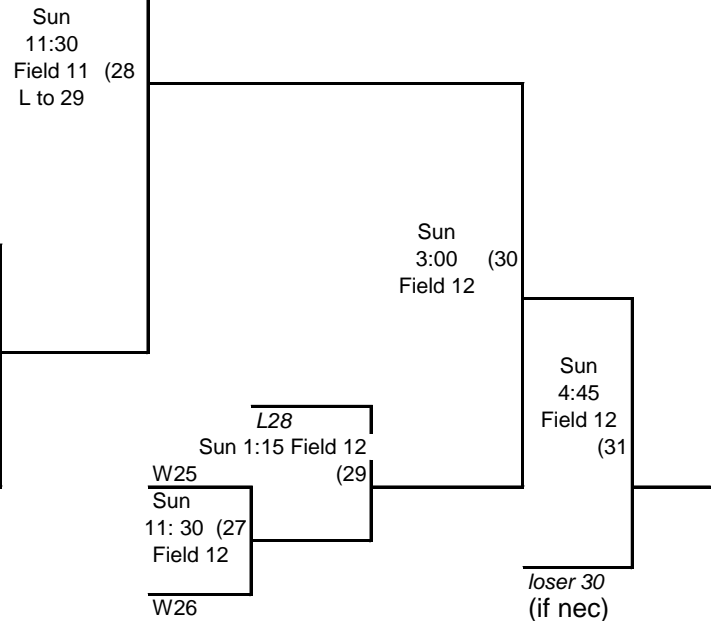 Sun
11:30
Field 11 (28
L to 29
Sun
3:00 (30
Field 12
Sun
4:45
Field 12
(31
L28
Sun 1:15 Field 12
(29
W25
Sun
11: 30 (27
Field 12
W26
loser 30
(if nec)